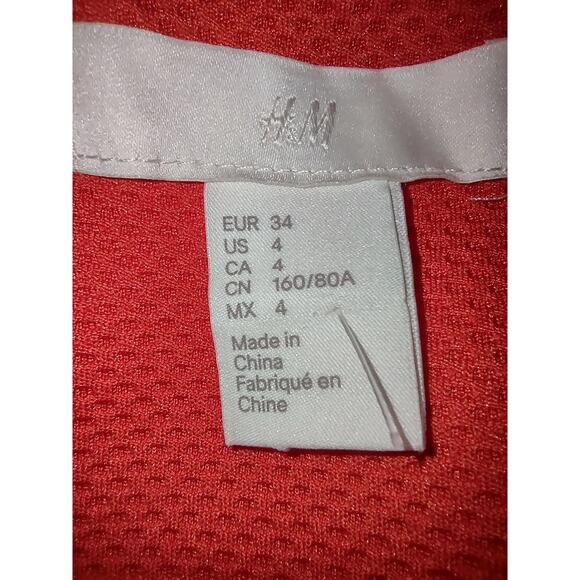 H&M
EUR 34
US 4
CA 4
CN 160/80A
MX 4
Made in
China
Fabriqué en
Chine